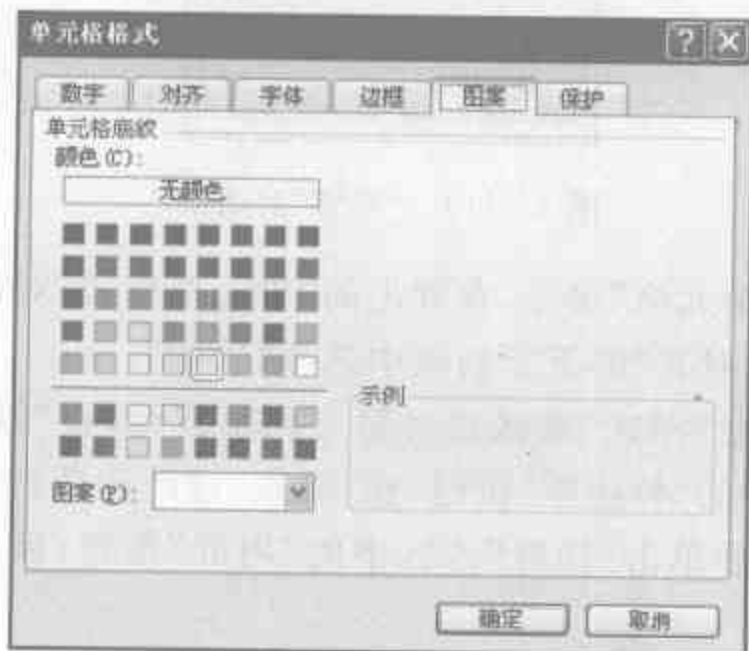 单元格格式
数字 对齐 字体 边框 图案 保护
单元格底纹
颜色(C):
无颜色
示例
图案(P):
确定 取消